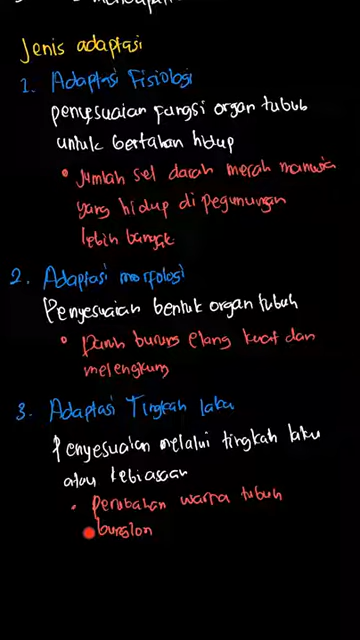 Jenis adaptasi
1. Adaptasi Fisiologi
penyesuaian fungsi organ tubuh
untuk bertahan hidup
• Jumlah sel darah merah manusia
yang hidup di pegunungan
lebih banyak
2. Adaptasi morfologi
Penyesuaian bentuk organ tubuh
• paruh burung elang kuat dan
melengkung
3. Adaptasi Tingkah laku
Penyesuaian melalui tingkah laku
atau kebiasaan
• perubahan warna tubuh
bunglon